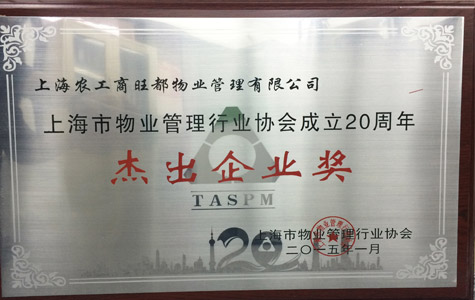 上海农工商旺都物业管理有限公司
上海市物业管理行业协会成立20周年
杰出企业奖
TASPM
20
上海市物业管理行业协会
二〇一五年一月